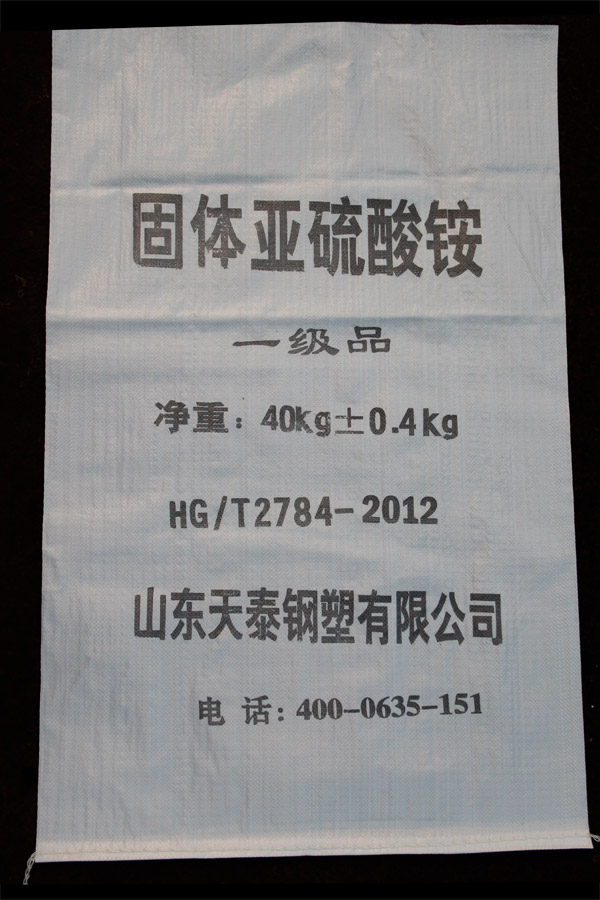 固体亚硫酸铵
一级品
净重：40kg±0.4kg
HG/T2784-2012
山东天泰钢塑有限公司
电 话：400-0635-151